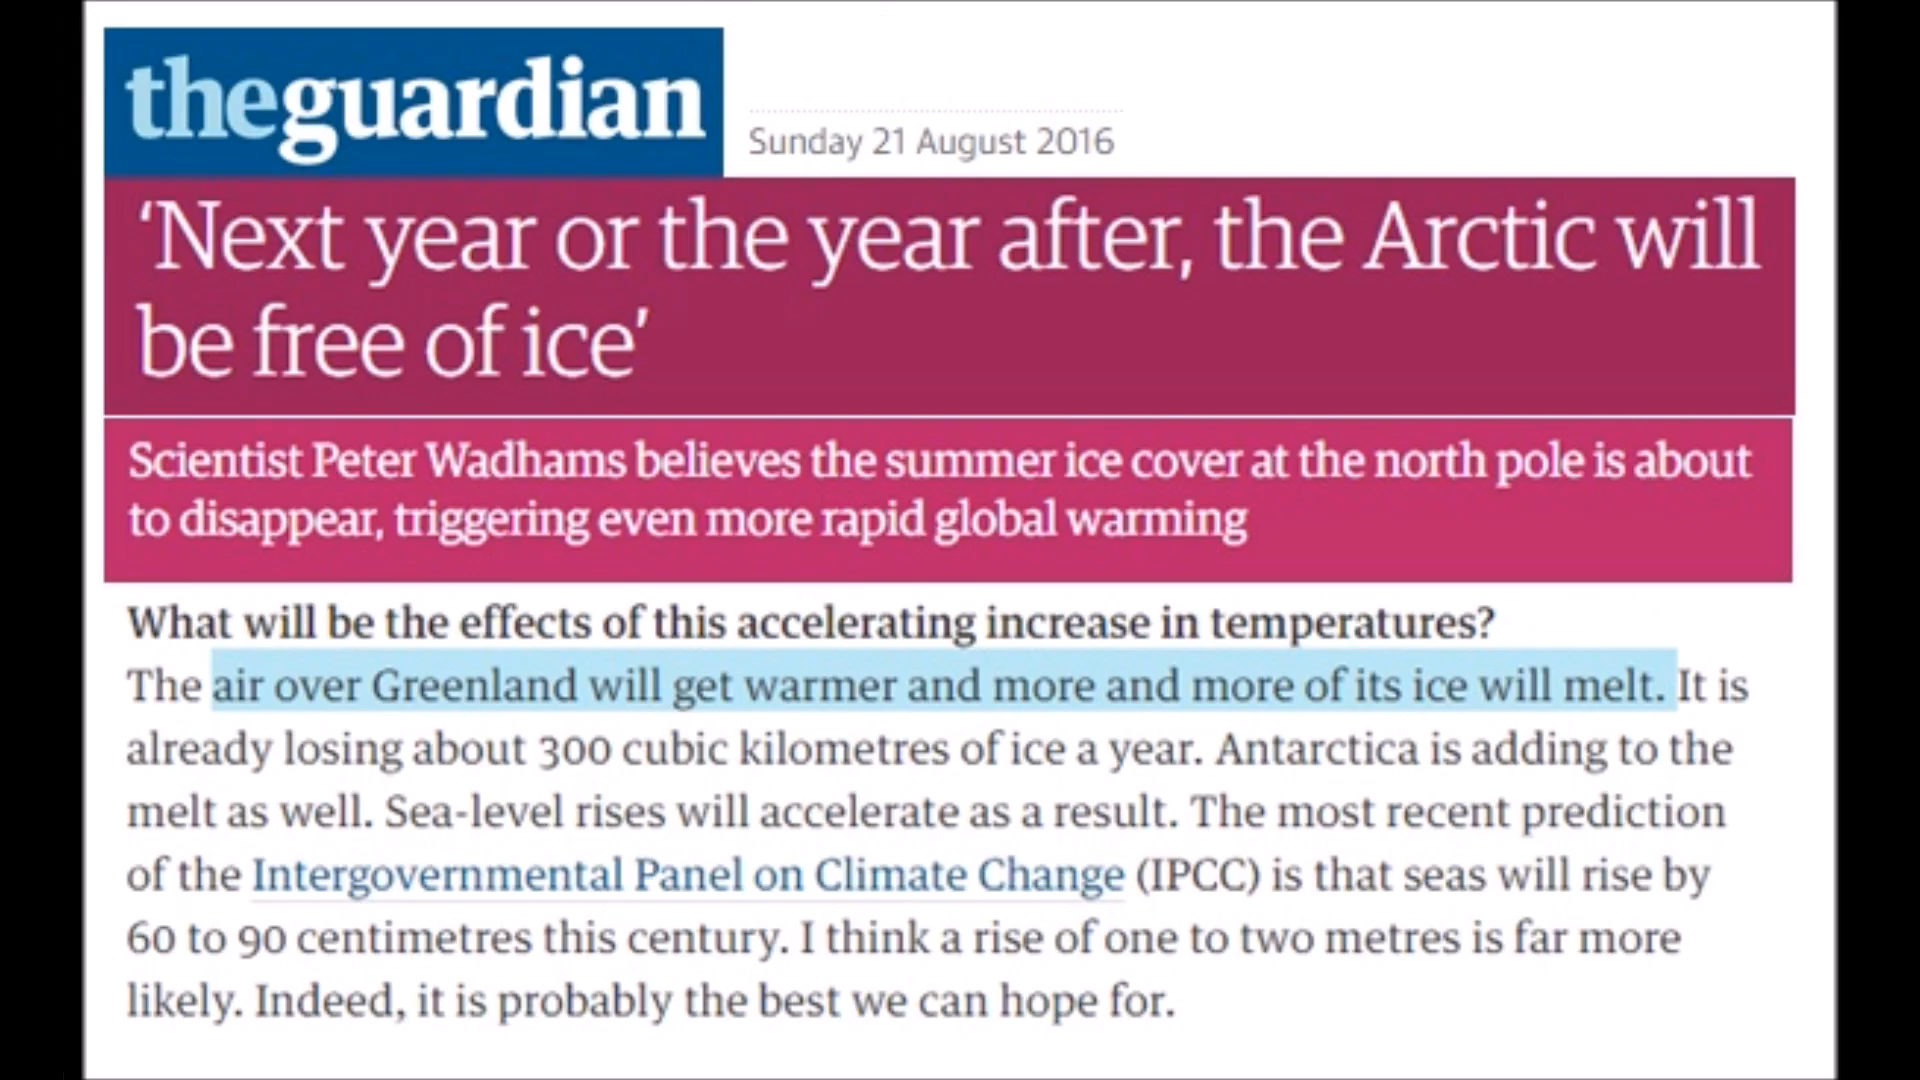 theguardian
Sunday 21 August 2016
‘Next year or the year after, the Arctic will
be free of ice’
Scientist Peter Wadhams believes the summer ice cover at the north pole is about
to disappear, triggering even more rapid global warming
What will be the effects of this accelerating increase in temperatures?
The air over Greenland will get warmer and more and more of its ice will melt. It is
already losing about 300 cubic kilometres of ice a year. Antarctica is adding to the
melt as well. Sea-level rises will accelerate as a result. The most recent prediction
of the Intergovernmental Panel on Climate Change (IPCC) is that seas will rise by
60 to 90 centimetres this century. I think a rise of one to two metres is far more
likely. Indeed, it is probably the best we can hope for.